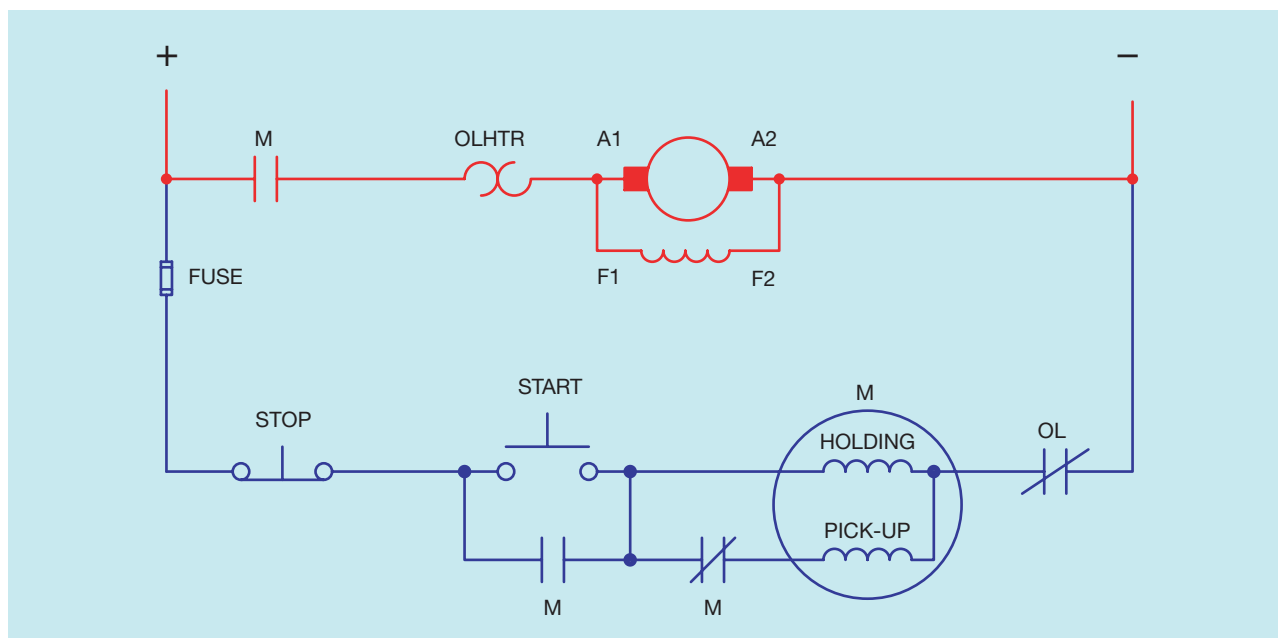 + −
M OLHTR A1 A2
FUSE F1 F2
START
STOP M
HOLDING OL
PICK-UP
M M